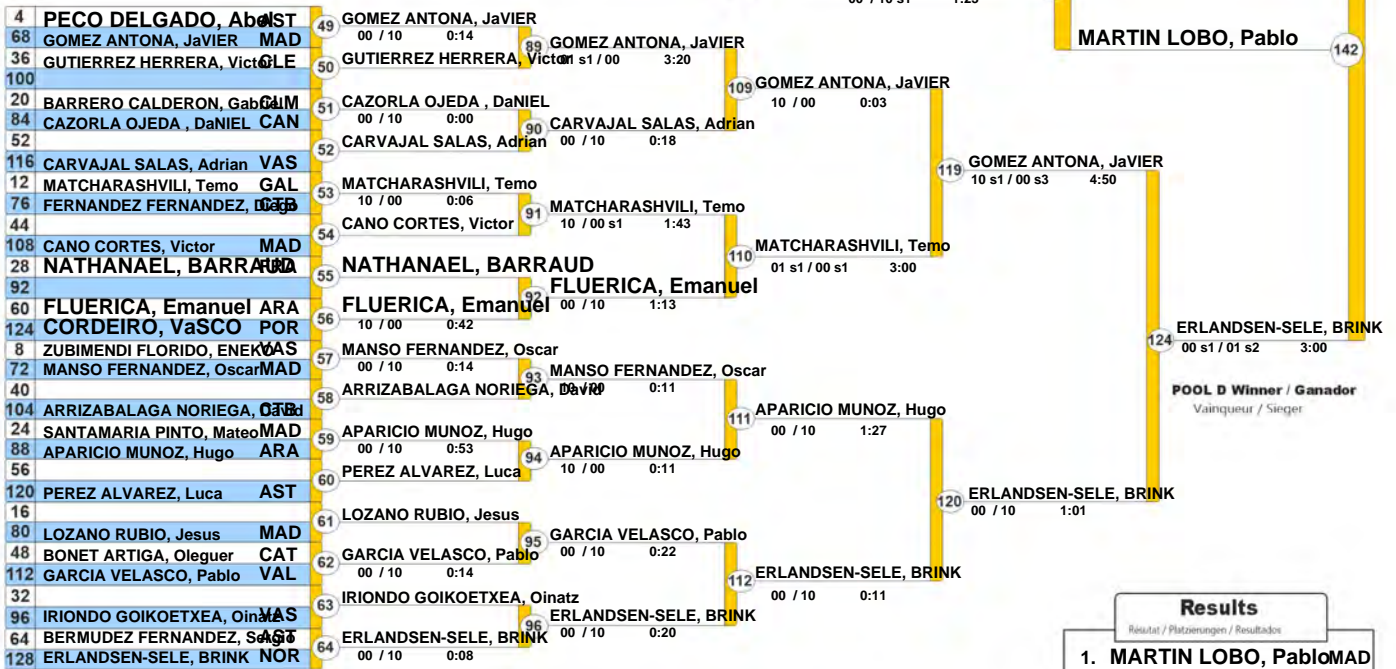 00 / 10 s1 1:25
MARTIN LOBO, Pablo
142
4 PECO DELGADO, Abel AST
68 GOMEZ ANTONA, JaVIER MAD
36 GUTIERREZ HERRERA, Victor CLE
100
20 BARRERO CALDERON, Gabriel CLM
84 CAZORLA OJEDA , DaNIEL CAN
52
116 CARVAJAL SALAS, Adrian VAS
12 MATCHARASHVILI, Temo GAL
76 FERNANDEZ FERNANDEZ, Diego CTB
44
108 CANO CORTES, Victor MAD
28 NATHANAEL, BARRAUD FRA
92
60 FLUERICA, Emanuel ARA
124 CORDEIRO, VaSCO POR
8 ZUBIMENDI FLORIDO, ENEKO VAS
72 MANSO FERNANDEZ, Oscar MAD
40
104 ARRIZABALAGA NORIEGA, David CTB
24 SANTAMARIA PINTO, Mateo MAD
88 APARICIO MUNOZ, Hugo ARA
56
120 PEREZ ALVAREZ, Luca AST
16
80 LOZANO RUBIO, Jesus MAD
48 BONET ARTIGA, Oleguer CAT
112 GARCIA VELASCO, Pablo VAL
32
96 IRIONDO GOIKOETXEA, Oinatz VAS
64 BERMUDEZ FERNANDEZ, Sergio AST
128 ERLANDSEN-SELE, BRINK NOR
49 GOMEZ ANTONA, JaVIER
00 / 10 0:14
50 GUTIERREZ HERRERA, Victor
51 CAZORLA OJEDA , DaNIEL
00 / 10 0:00
52 CARVAJAL SALAS, Adrian
53 MATCHARASHVILI, Temo
10 / 00 0:06
54 CANO CORTES, Victor
55 NATHANAEL, BARRAUD
56 FLUERICA, Emanuel
10 / 00 0:42
57 MANSO FERNANDEZ, Oscar
00 / 10 0:14
58 ARRIZABALAGA NORIEGA, David
59 APARICIO MUNOZ, Hugo
00 / 10 0:53
60 PEREZ ALVAREZ, Luca
61 LOZANO RUBIO, Jesus
62 GARCIA VELASCO, Pablo
00 / 10 0:14
63 IRIONDO GOIKOETXEA, Oinatz
64 ERLANDSEN-SELE, BRINK
00 / 10 0:08
89 GOMEZ ANTONA, JaVIER
01 s1 / 00 3:20
90 CARVAJAL SALAS, Adrian
00 / 10 0:18
91 MATCHARASHVILI, Temo
10 / 00 s1 1:43
92 FLUERICA, Emanuel
00 / 10 1:13
93 MANSO FERNANDEZ, Oscar
10 / 00 0:11
94 APARICIO MUNOZ, Hugo
10 / 00 0:11
95 GARCIA VELASCO, Pablo
00 / 10 0:22
96 ERLANDSEN-SELE, BRINK
00 / 10 0:20
109 GOMEZ ANTONA, JaVIER
10 / 00 0:03
110 MATCHARASHVILI, Temo
01 s1 / 00 s1 3:00
111 APARICIO MUNOZ, Hugo
00 / 10 1:27
112 ERLANDSEN-SELE, BRINK
00 / 10 0:11
119 GOMEZ ANTONA, JaVIER
10 s1 / 00 s3 4:50
120 ERLANDSEN-SELE, BRINK
00 / 10 1:01
124 ERLANDSEN-SELE, BRINK
00 s1 / 01 s2 3:00
POOL D Winner / Ganador
Vainqueur / Sieger
Results
Résultat / Platzierungen / Resultados
1. MARTIN LOBO, Pablo MAD